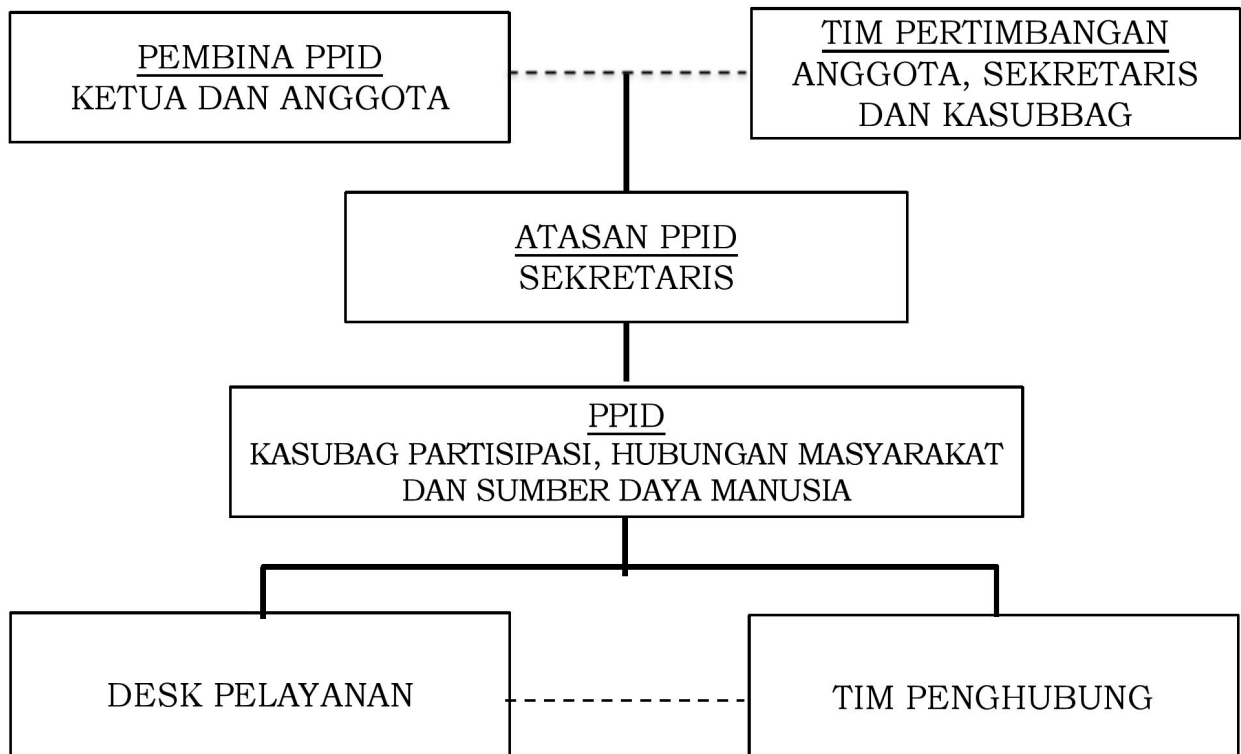 PEMBINA PPID
KETUA DAN ANGGOTA
TIM PERTIMBANGAN
ANGGOTA, SEKRETARIS
DAN KASUBBAG
ATASAN PPID
SEKRETARIS
PPID
KASUBAG PARTISIPASI, HUBUNGAN MASYARAKAT
DAN SUMBER DAYA MANUSIA
DESK PELAYANAN
TIM PENGHUBUNG